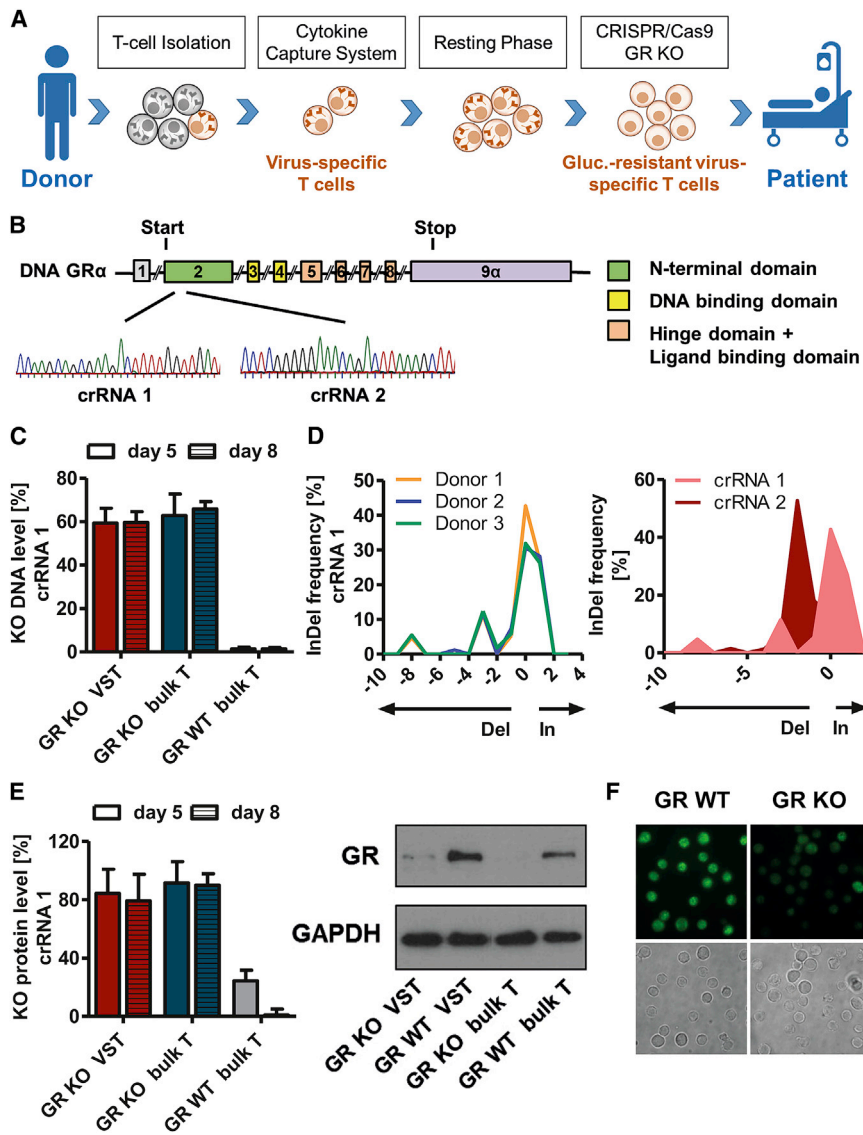 A
T-cell Isolation
Cytokine
Capture System
Resting Phase
CRISPR/Cas9
GR KO
Donor
Virus-specific
T cells
Gluc.-resistant virus-
specific T cells
Patient
B
Start
Stop
DNA GRα
1
2
3
4
5
6
7
8
9α
N-terminal domain
DNA binding domain
Hinge domain +
Ligand binding domain
crRNA 1
crRNA 2
C
day 5
day 8
KO DNA level [%]
crRNA 1
80
60
40
20
0
GR KO VST
GR KO bulk T
GR WT bulk T
D
InDel frequency [%]
crRNA 1
50
40
30
20
10
0
Donor 1
Donor 2
Donor 3
-10
-8
-6
-4
-2
0
2
4
Del
In
InDel frequency
[%]
60
40
20
0
crRNA 1
crRNA 2
-10
-5
0
Del
In
E
day 5
day 8
KO protein level [%]
crRNA 1
120
80
40
0
GR KO VST
GR KO bulk T
GR WT bulk T
GR
GAPDH
GR KO VST
GR WT VST
GR KO bulk T
GR WT bulk T
F
GR WT
GR KO